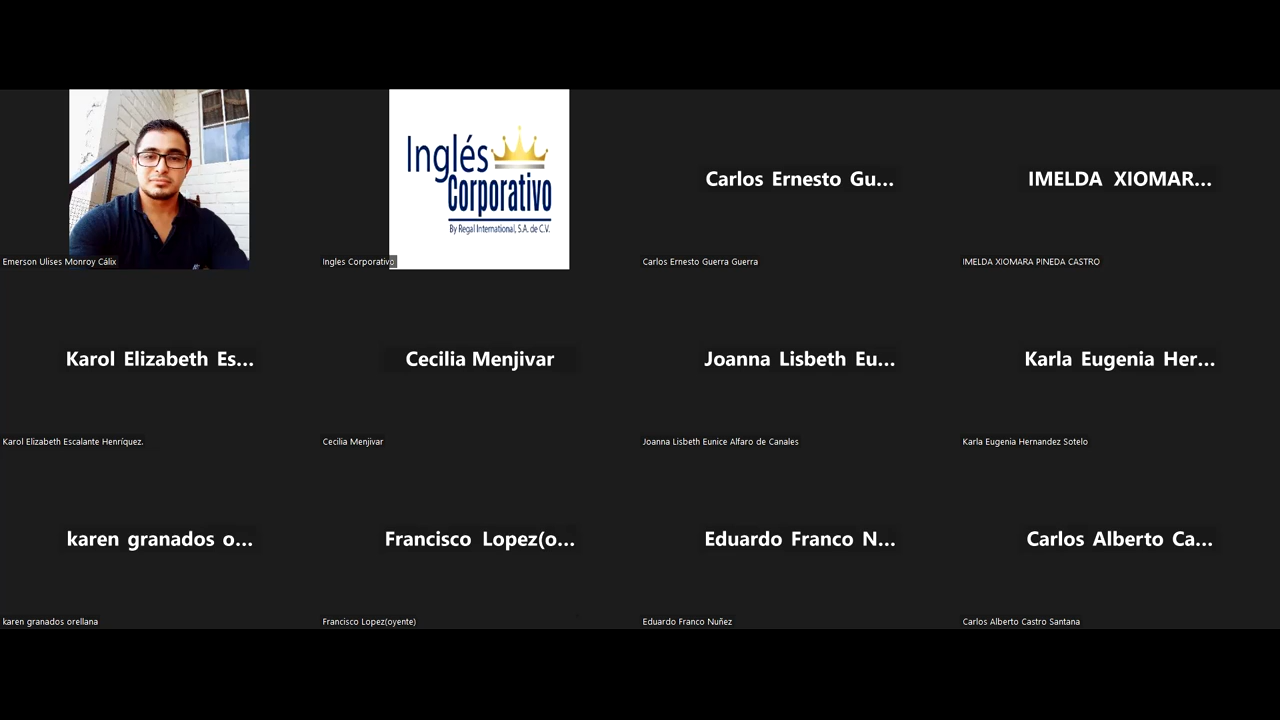 Inglés
Corporativo
By Regal International, S.A. de C.V.
Carlos Ernesto Gu...
IMELDA XIOMAR...
Emerson Ulises Monroy Cálix
Ingles Corporativo
Carlos Ernesto Guerra Guerra
IMELDA XIOMARA PINEDA CASTRO
Karol Elizabeth Es...
Cecilia Menjivar
Joanna Lisbeth Eu...
Karla Eugenia Her...
Karol Elizabeth Escalante Henríquez.
Cecilia Menjivar
Joanna Lisbeth Eunice Alfaro de Canales
Karla Eugenia Hernandez Sotelo
karen granados o...
Francisco Lopez(o...
Eduardo Franco N...
Carlos Alberto Ca...
karen granados orellana
Francisco Lopez(oyente)
Eduardo Franco Nuñez
Carlos Alberto Castro Santana